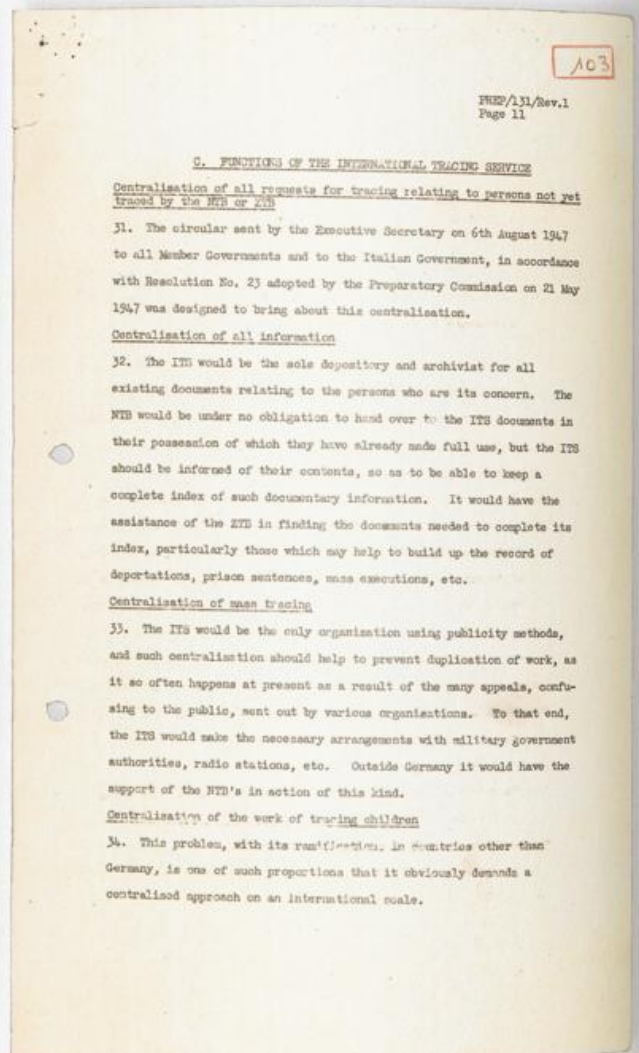 103
PREP/131/Rev.1
Page 11
C. FUNCTIONS OF THE INTERNATIONAL TRACING SERVICE
Centralisation of all requests for tracing relating to persons not yet
traced by the NTB or ZTB
31. The circular sent by the Executive Secretary on 6th August 1947
to all Member Governments and to the Italian Government, in accordance
with Resolution No. 23 adopted by the Preparatory Commission on 21 May
1947 was designed to bring about this centralisation.
Centralisation of all information
32. The ITS would be the sole depository and archivist for all
existing documents relating to the persons who are its concern. The
NTB would be under no obligation to hand over to the ITS documents in
their possession of which they have already made full use, but the ITS
should be informed of their contents, so as to be able to keep a
complete index of such documentary information. It would have the
assistance of the ZTB in finding the documents needed to complete its
index, particularly those which may help to build up the record of
deportations, prison sentences, mass executions, etc.
Centralisation of mass tracing
33. The ITS would be the only organization using publicity methods,
and such centralisation should help to prevent duplication of work, as
it so often happens at present as a result of the many appeals, confu-
sing to the public, sent out by various organisations. To that end,
the ITS would make the necessary arrangements with military government
authorities, radio stations, etc. Outside Germany it would have the
support of the NTB's in action of this kind.
Centralisation of the work of tracing children
34. This problem, with its ramifications in countries other than
Germany, is one of such proportions that it obviously demands a
centralised approach on an international scale.